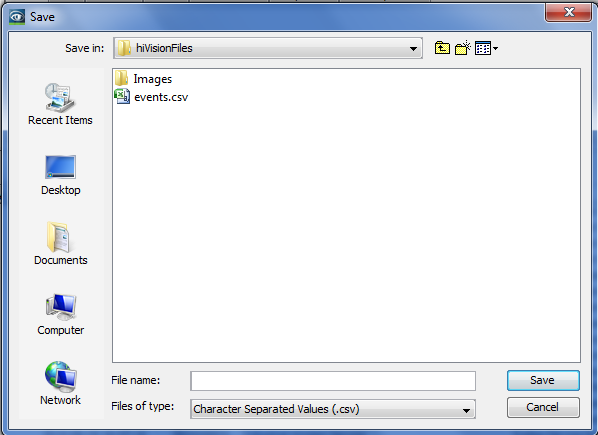 Save
Save in: hiVisionFiles
Images
events.csv
Recent Items
Desktop
Documents
Computer
Network
File name:
Save
Files of type: Character Separated Values (.csv)
Cancel